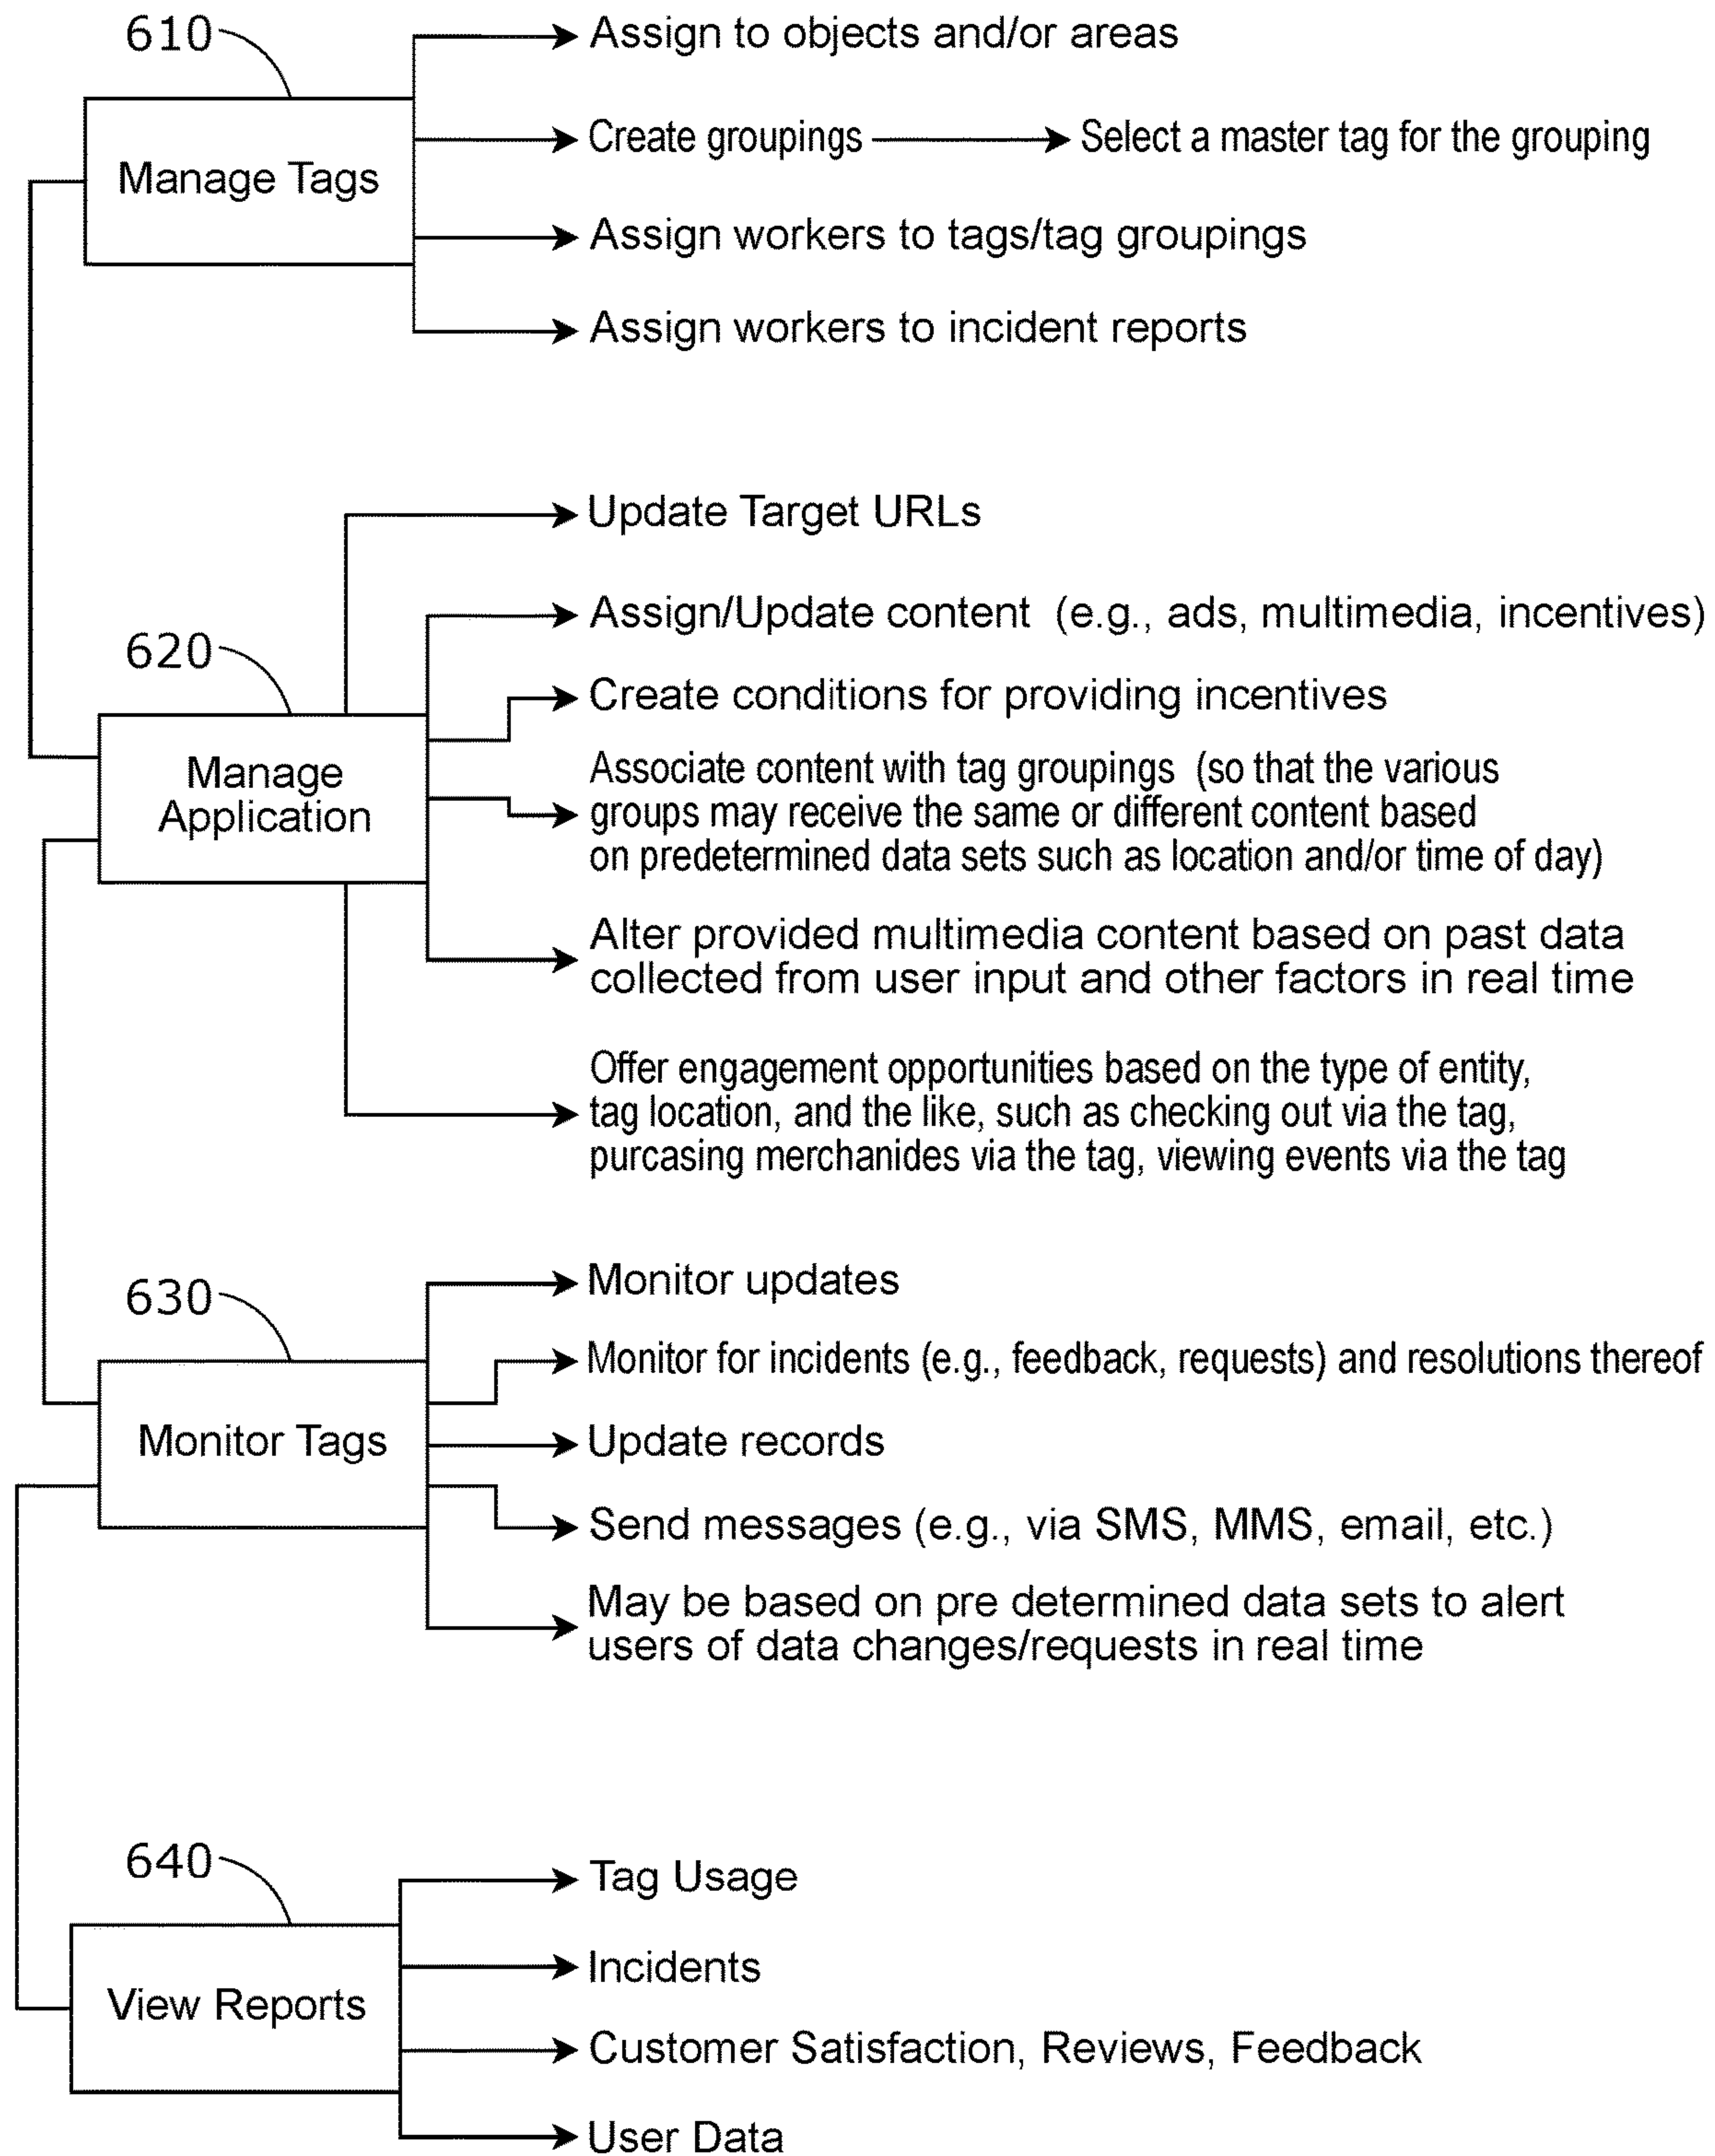 610
Assign to objects and/or areas
Create groupings
Select a master tag for the grouping
Manage Tags
Assign workers to tags/tag groupings
Assign workers to incident reports
Update Target URLs
Assign/Update content (e.g., ads, multimedia, incentives)
620
Create conditions for providing incentives
Manage
Application
Associate content with tag groupings (so that the various
groups may receive the same or different content based
on predetermined data sets such as location and/or time of day)
Alter provided multimedia content based on past data
collected from user input and other factors in real time
Offer engagement opportunities based on the type of entity,
tag location, and the like, such as checking out via the tag,
purcasing merchanides via the tag, viewing events via the tag
630
Monitor updates
Monitor for incidents (e.g., feedback, requests) and resolutions thereof
Monitor Tags
Update records
Send messages (e.g., via SMS, MMS, email, etc.)
May be based on pre determined data sets to alert
users of data changes/requests in real time
640
Tag Usage
Incidents
View Reports
Customer Satisfaction, Reviews, Feedback
User Data